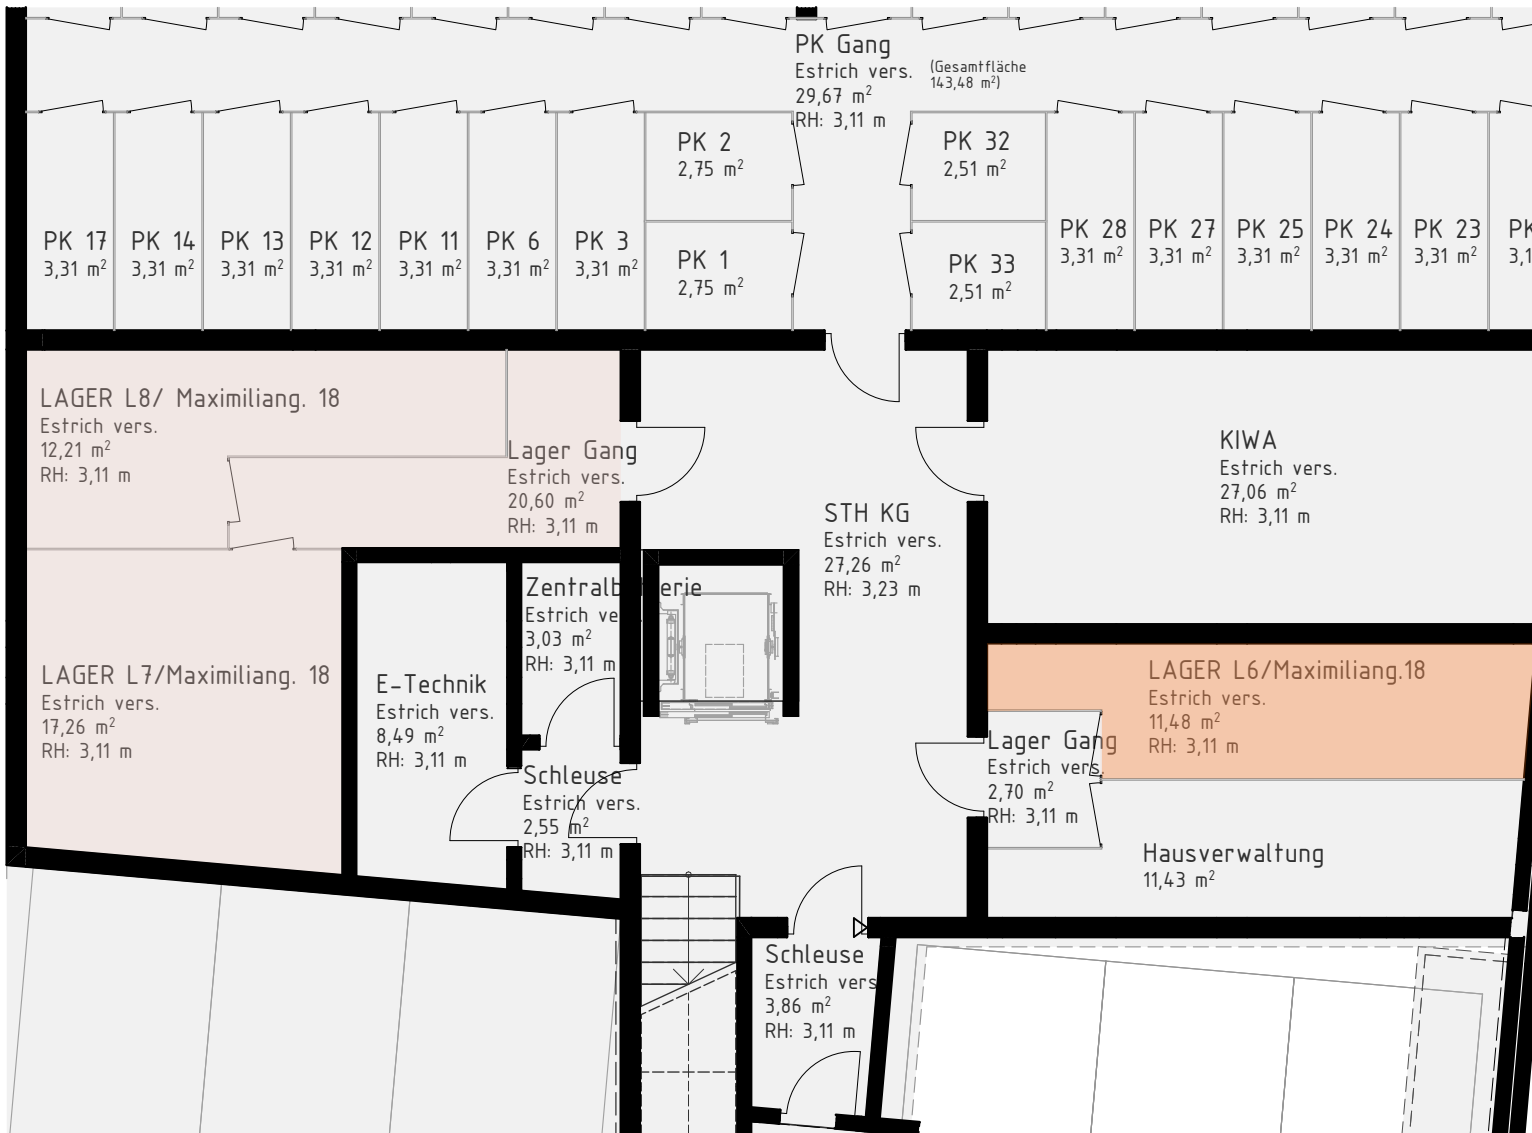 PK Gang
Estrich vers.
29,67 m²
RH: 3,11 m
(Gesamtfläche
143,48 m²)
PK 17
3,31 m²
PK 14
3,31 m²
PK 13
3,31 m²
PK 12
3,31 m²
PK 11
3,31 m²
PK 6
3,31 m²
PK 3
3,31 m²
PK 2
2,75 m²
PK 1
2,75 m²
PK 32
2,51 m²
PK 33
2,51 m²
PK 28
3,31 m²
PK 27
3,31 m²
PK 25
3,31 m²
PK 24
3,31 m²
PK 23
3,31 m²
PK
3,1
LAGER L8/ Maximiliang. 18
Estrich vers.
12,21 m²
RH: 3,11 m
Lager Gang
Estrich vers.
20,60 m²
RH: 3,11 m
KIWA
Estrich vers.
27,06 m²
RH: 3,11 m
STH KG
Estrich vers.
27,26 m²
RH: 3,23 m
Zentralbatterie
Estrich ve
3,03 m²
RH: 3,11 m
LAGER L7/Maximiliang. 18
Estrich vers.
17,26 m²
RH: 3,11 m
E-Technik
Estrich vers.
8,49 m²
RH: 3,11 m
LAGER L6/Maximiliang.18
Estrich vers.
11,48 m²
RH: 3,11 m
Lager Gang
Estrich vers.
2,70 m²
RH: 3,11 m
Schleuse
Estrich vers.
2,55 m²
RH: 3,11 m
Hausverwaltung
11,43 m²
Schleuse
Estrich vers
3,86 m²
RH: 3,11 m